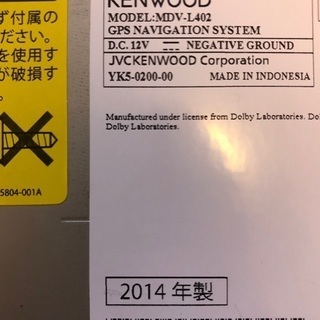 ず付属の
ださい。
を使用す
が破損す
5804-001A
KENWOOD
MODEL:MDV-L402
GPS NAVIGATION SYSTEM
D.C. 12V NEGATIVE GROUND
JVCKENWOOD Corporation
YK5-0200-00 MADE IN INDONESIA
Manufactured under license from Dolby Laboratories. Do
Dolby Laboratories.
2014 年製